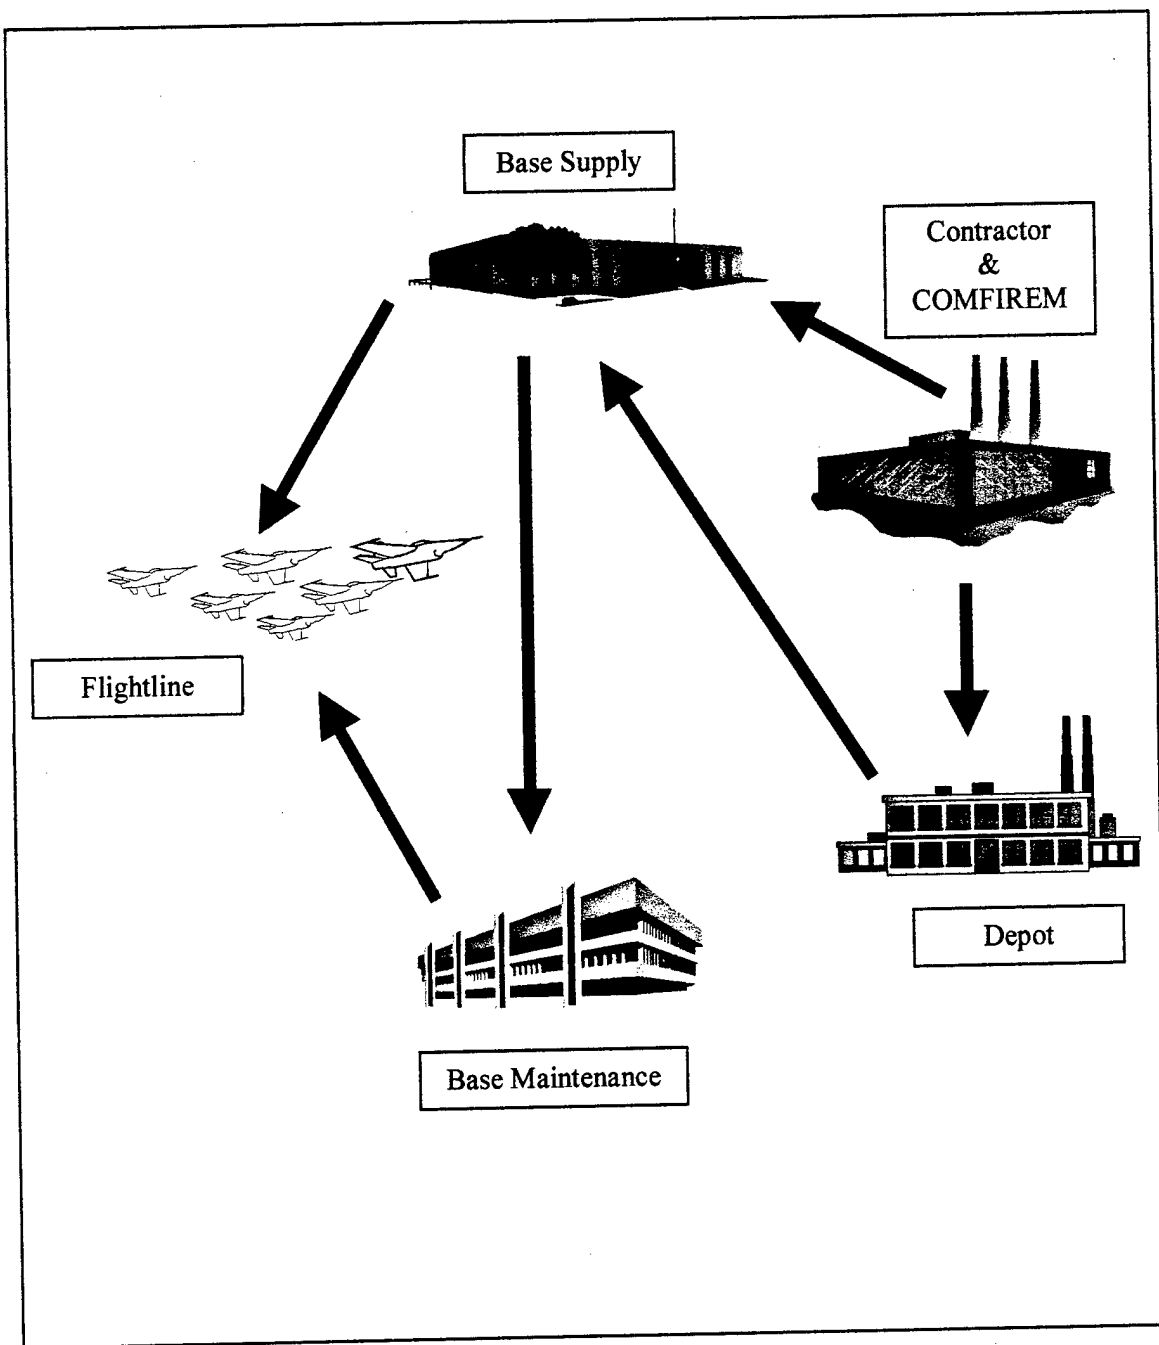 Base Supply
Contractor
&
COMFIREM
Flightline
Depot
Base Maintenance